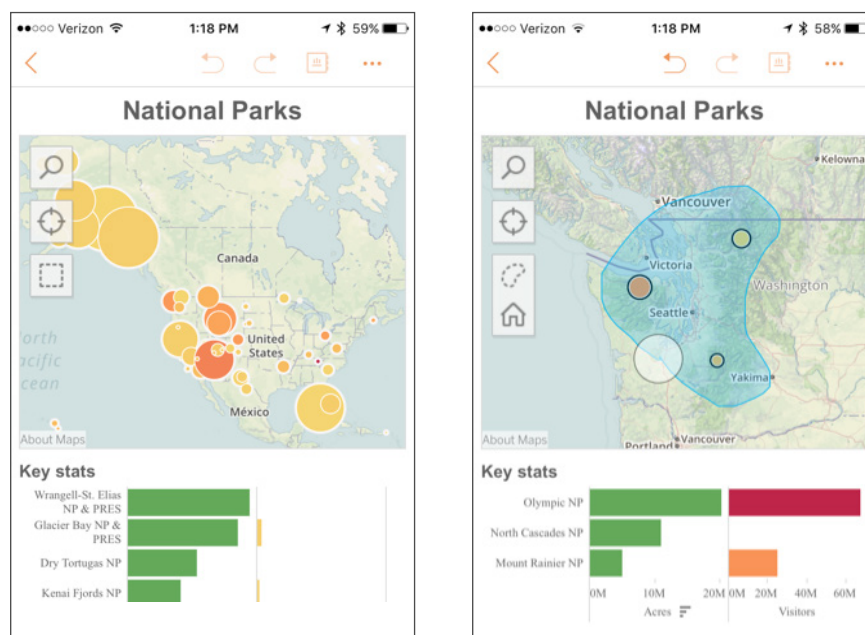 Verizon 1:18 PM 59%
National Parks
Canada
North
Pacific
Ocean
United
States
México
About Maps
Key stats
Wrangell-St. Elias
NP & PRES
Glacier Bay NP &
PRES
Dry Tortugas NP
Kenai Fjords NP
Verizon 1:18 PM 58%
National Parks
Kelowna
Vancouver
Victoria
Washington
Seattle
Yakima
About Maps
Portland Vancouver
Key stats
Olympic NP
North Cascades NP
Mount Rainier NP
0M 10M 20M 0M 20M 40M 60M
Acres Visitors